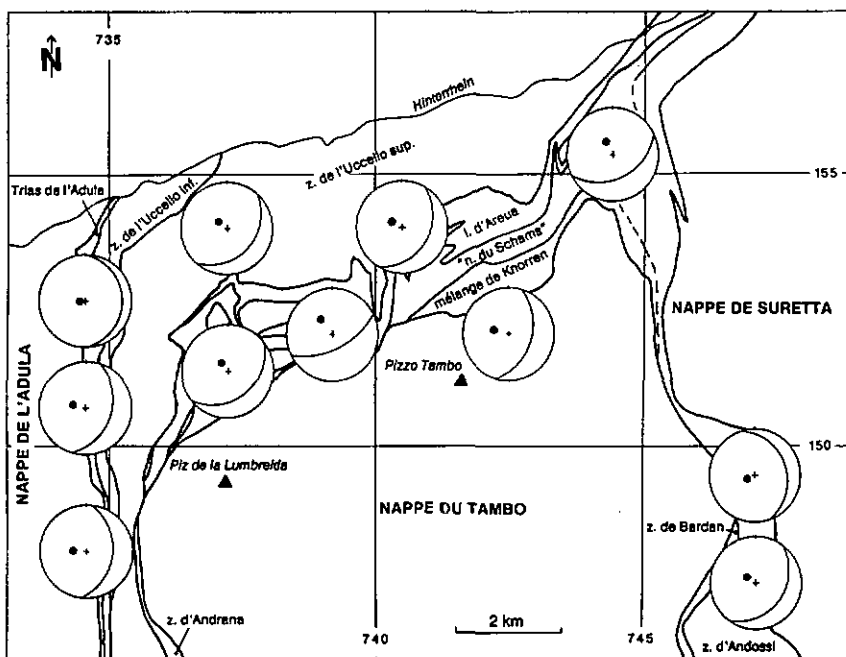 735
N
Hinterrhein
z. de l'Uccello sup.
155
Trias de l'Adula
z. de l'Uccello inf.
l. d'Areua
"n. du Schams"
mélange de Knorren
NAPPE DE SURETTA
Pizzo Tambo
NAPPE DE L'ADULA
150
Piz de la Lumbreida
NAPPE DU TAMBO
z. de Bardan
z. d'Andrana
2 km
740
745
z. d'Andossi